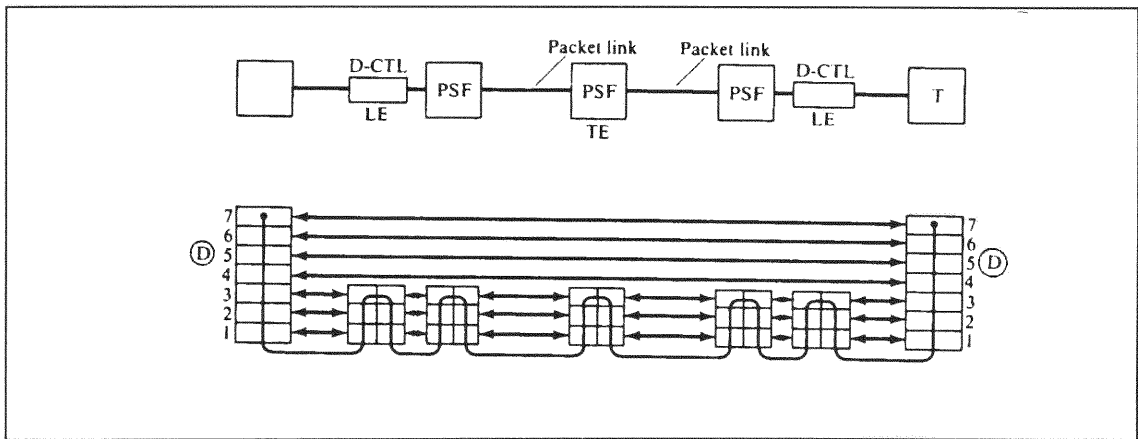 Packet link Packet link
D-CTL D-CTL
PSF PSF PSF T
LE TE LE
7 7
6 6
D 5 5 D
4 4
3 3
2 2
1 1